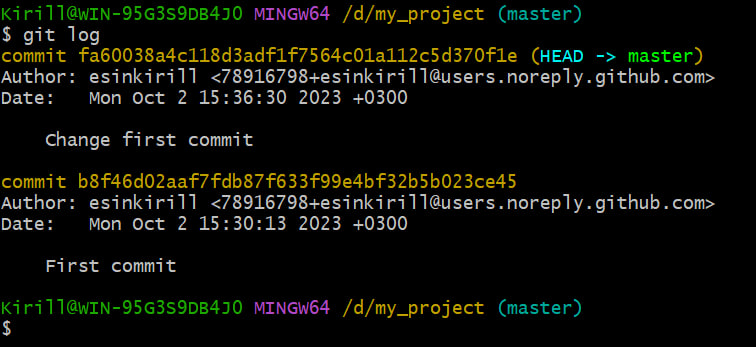 Kirill@WIN-95G3S9DB4J0 MINGW64 /d/my_project (master)
$ git log
commit fa60038a4c118d3adf1f7564c01a112c5d370f1e (HEAD -> master)
Author: esinkirill <78916798+esinkirill@users.noreply.github.com>
Date:   Mon Oct 2 15:36:30 2023 +0300

    Change first commit

commit b8f46d02aaf7fdb87f633f99e4bf32b5b023ce45
Author: esinkirill <78916798+esinkirill@users.noreply.github.com>
Date:   Mon Oct 2 15:30:13 2023 +0300

    First commit

Kirill@WIN-95G3S9DB4J0 MINGW64 /d/my_project (master)
$